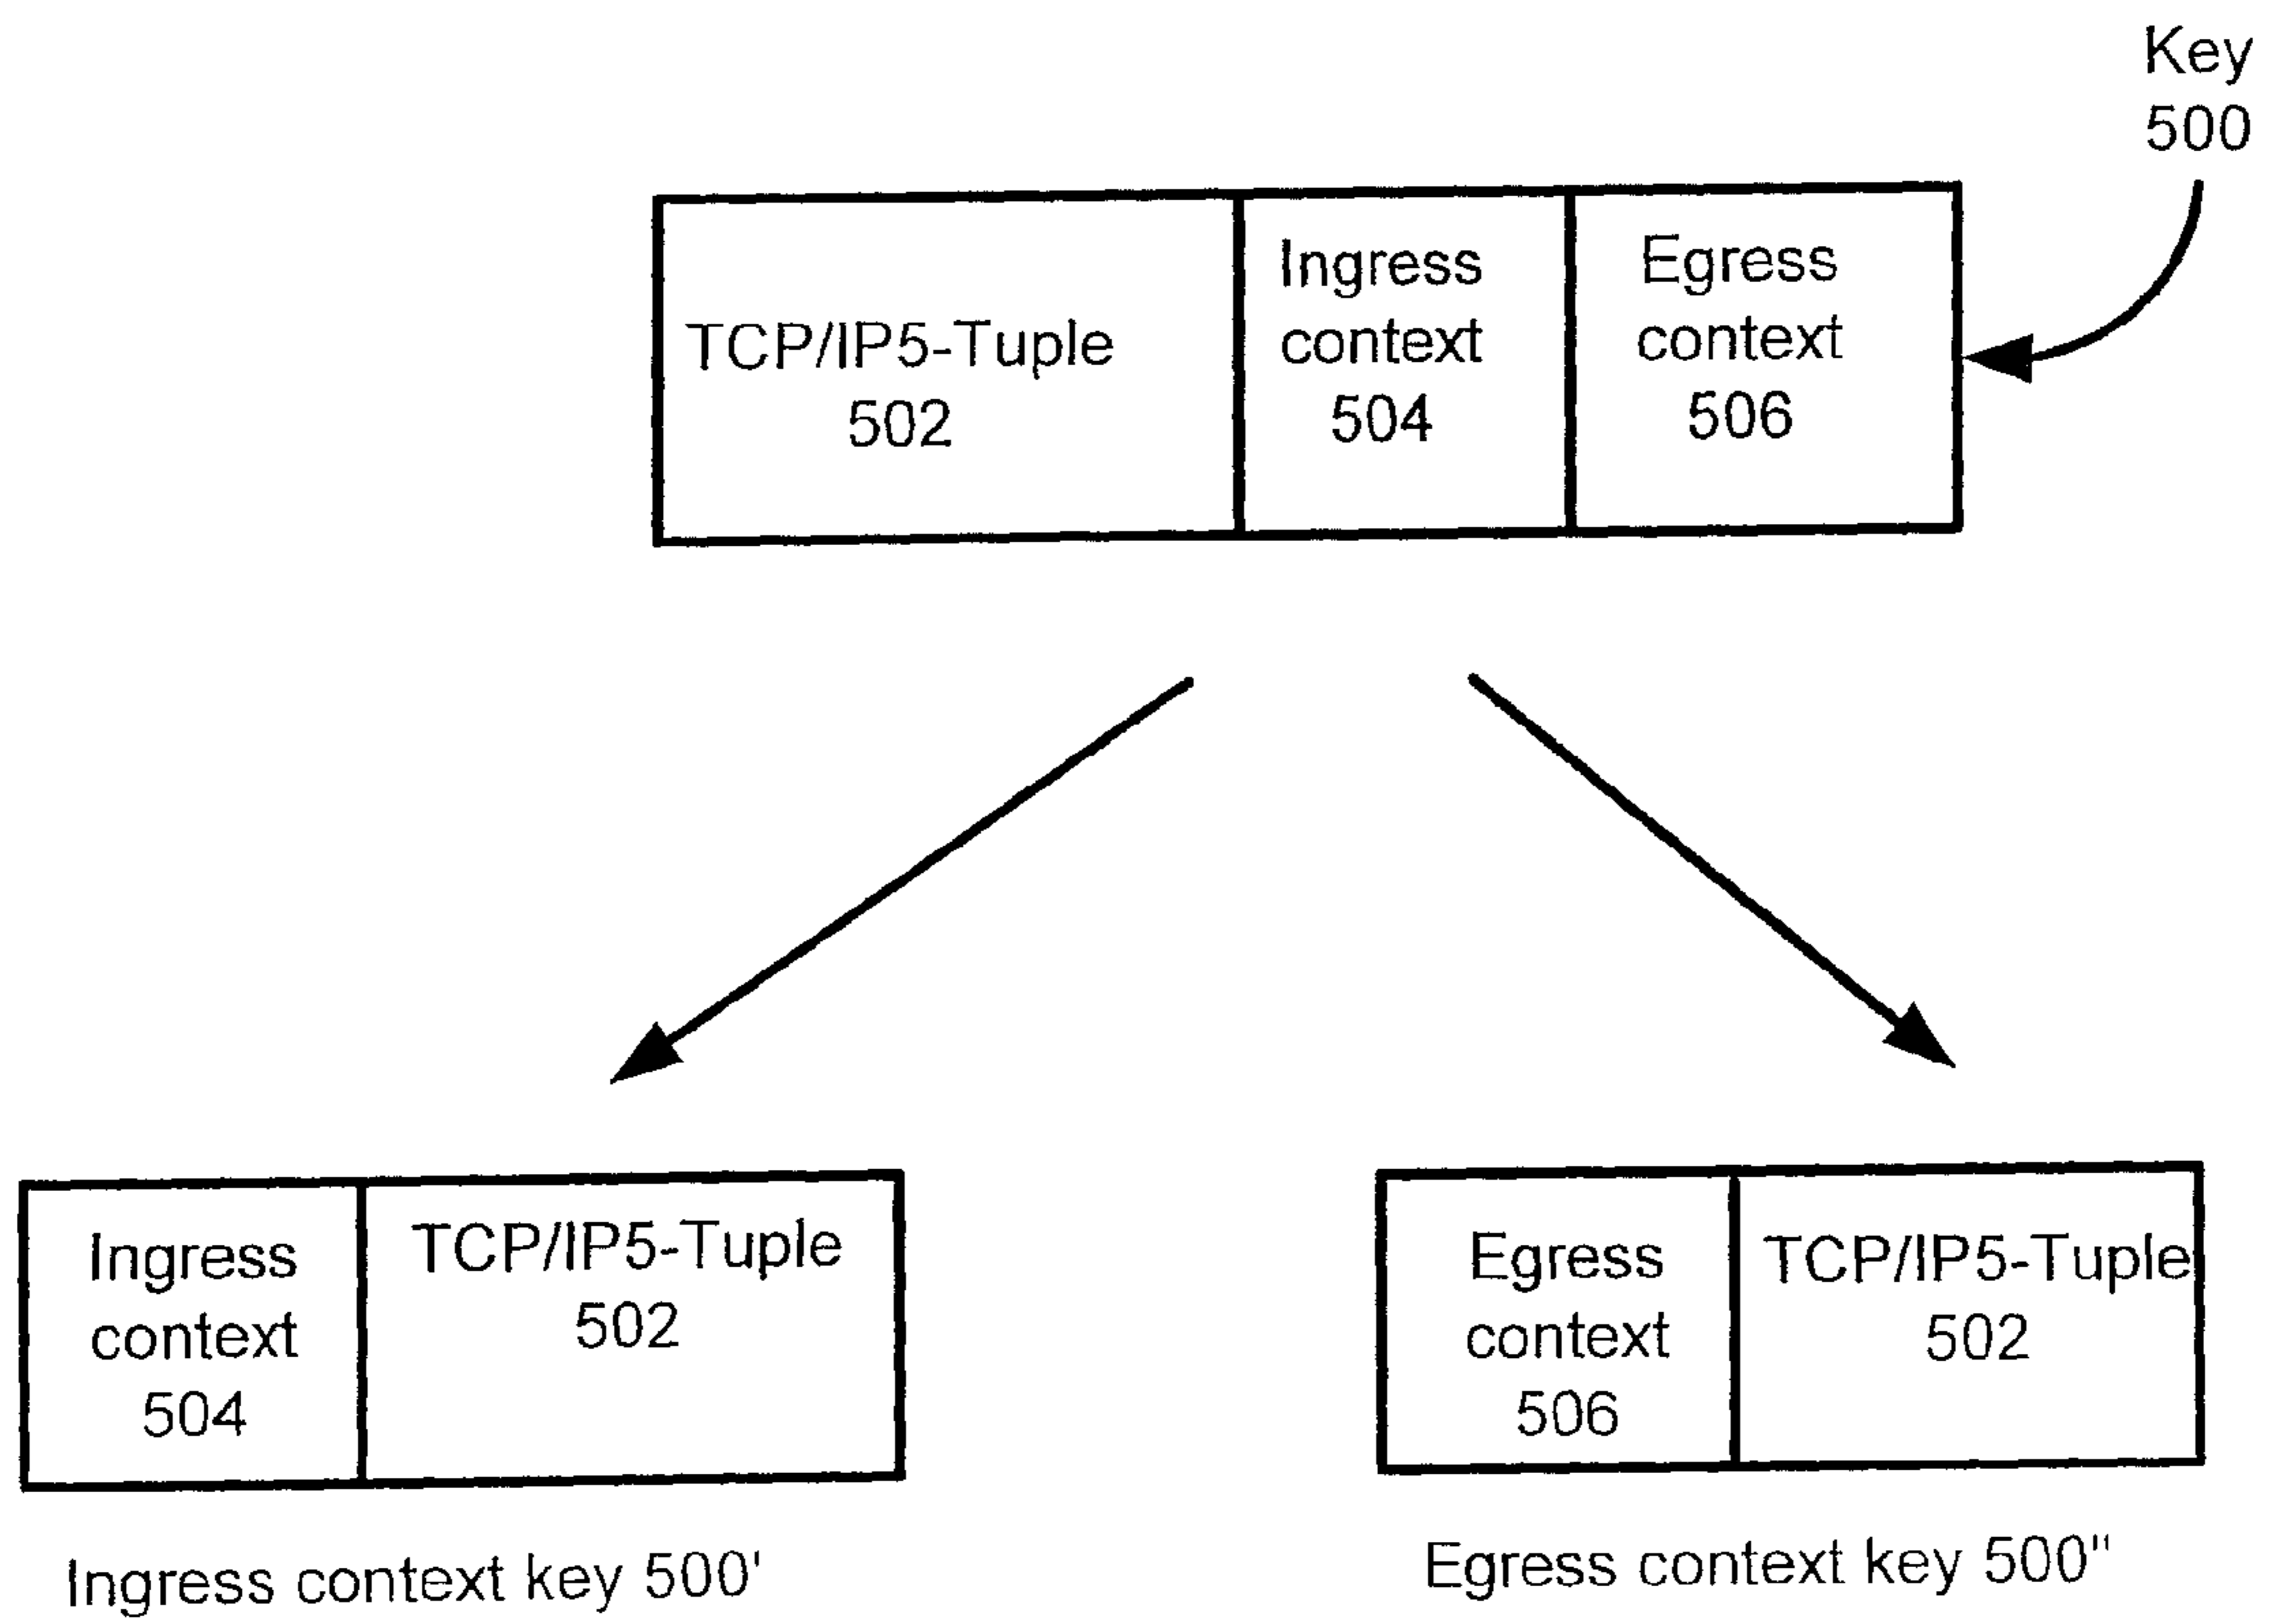 Key
500
TCP/IP5-Tuple
502
Ingress
context
504
Egress
context
506
Ingress
context
504
TCP/IP5-Tuple
502
Egress
context
506
TCP/IP5-Tuple
502
Ingress context key 500'
Egress context key 500"